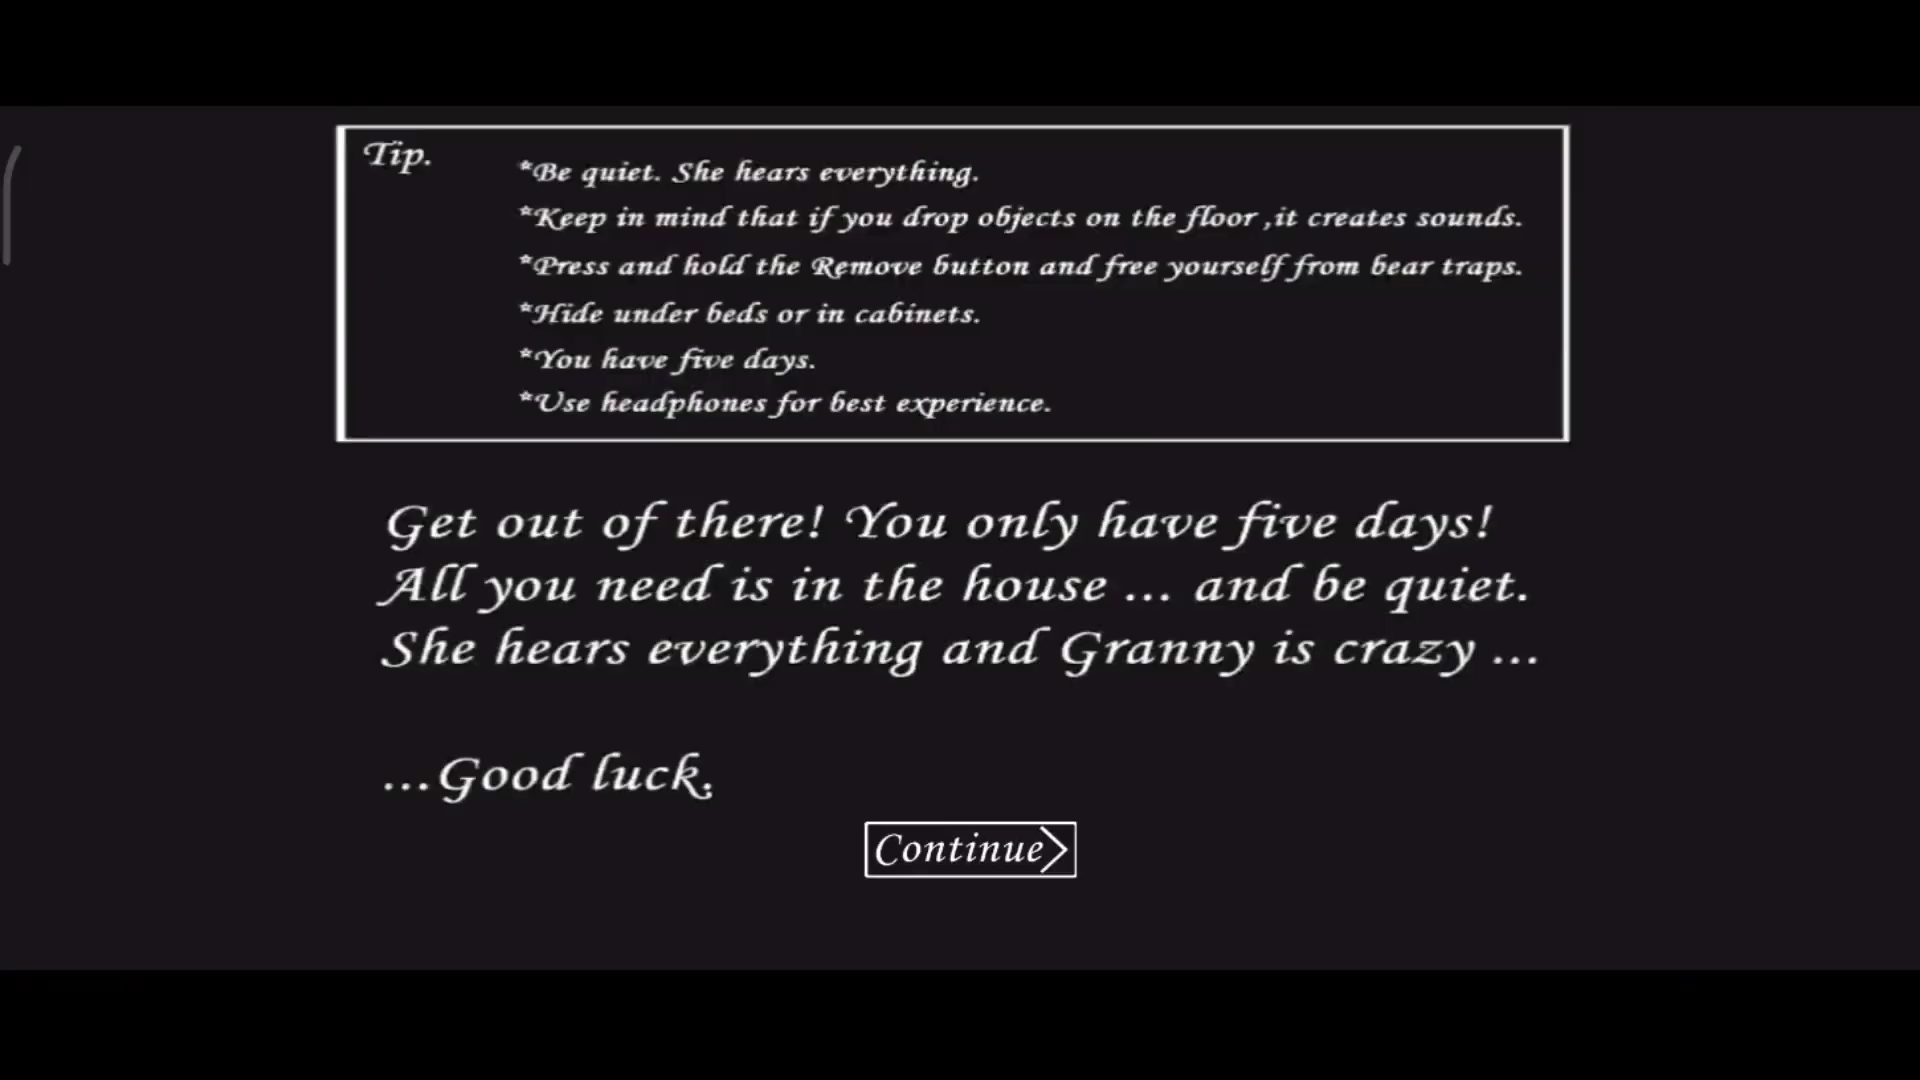 Tip.
*Be quiet. She hears everything.
*Keep in mind that if you drop objects on the floor ,it creates sounds.
*Press and hold the Remove button and free yourself from bear traps.
*Hide under beds or in cabinets.
*You have five days.
*Use headphones for best experience.
Get out of there! You only have five days!
All you need is in the house ... and be quiet.
She hears everything and Granny is crazy ...
...Good luck.
Continue